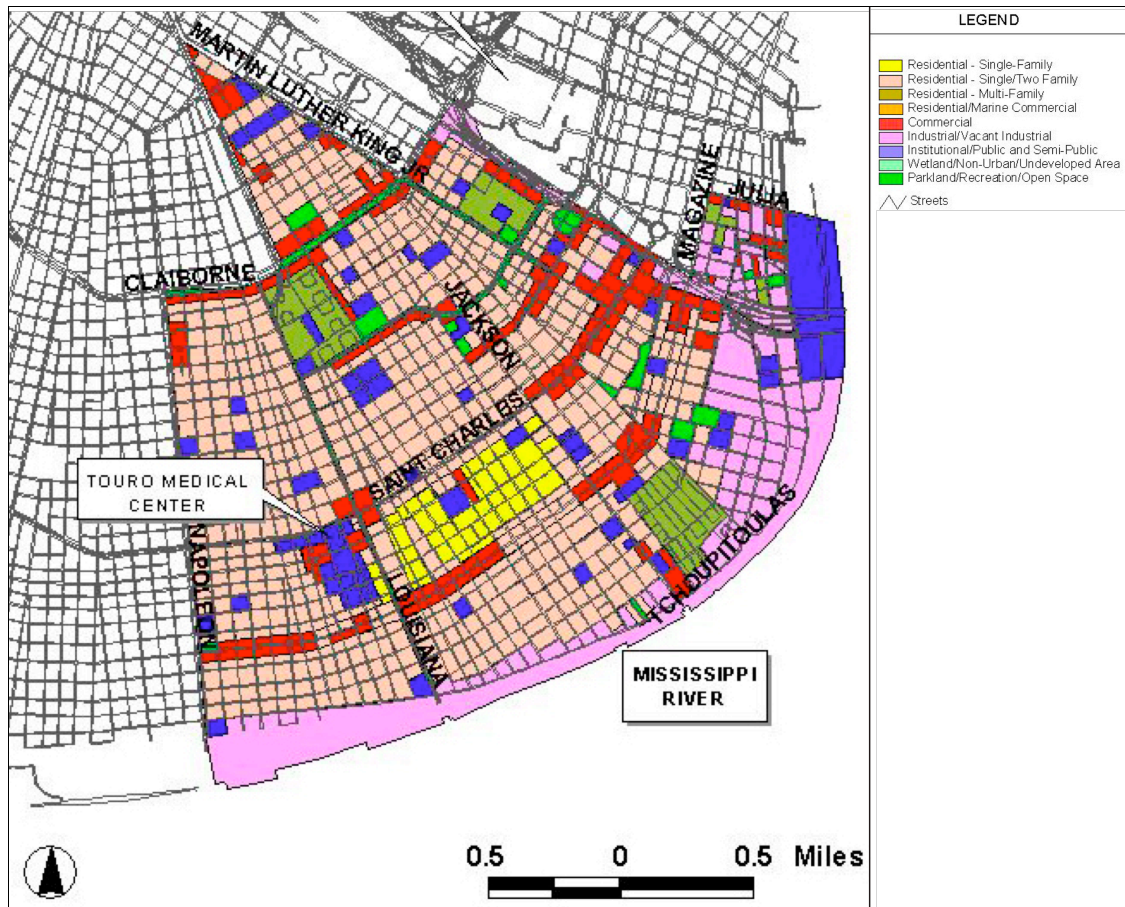 LEGEND
Residential - Single-Family
Residential - Single/Two Family
Residential - Multi-Family
Residential/Marine Commercial
Commercial
Industrial/Vacant Industrial
Institutional/Public and Semi-Public
Wetland/Non-Urban/Undeveloped Area
Parkland/Recreation/Open Space
Streets
MARTIN LUTHER KING JR
MAGAZINE
JULIA
CLAIBORNE
JACKSON
SAINT CHARLES
TOURO MEDICAL
CENTER
NAPOLEON
LOUISIANA
TCHOUPITOULAS
MISSISSIPPI
RIVER
0.5 0 0.5 Miles